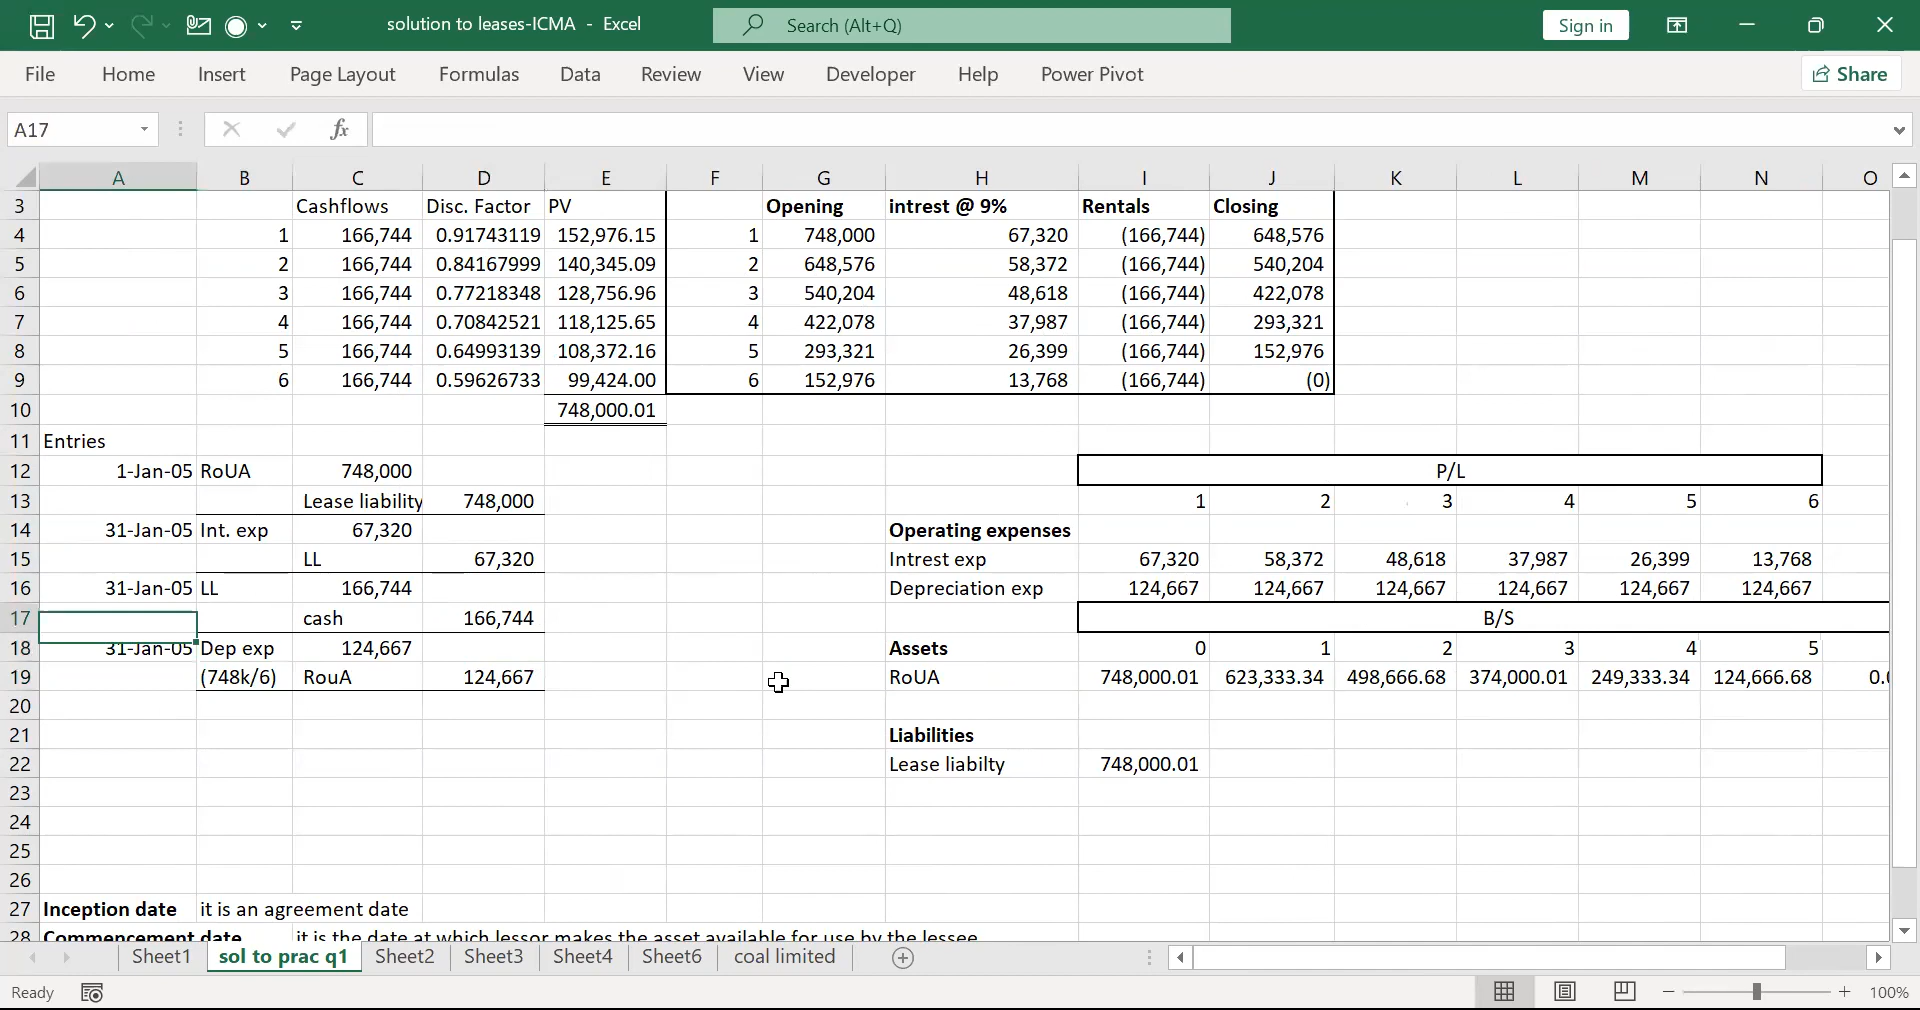 solution to leases-ICMA - Excel
Search (Alt+Q)
Sign in
File Home Insert Page Layout Formulas Data Review View Developer Help Power Pivot Share
A17 fx
A B C D E F G H I J K L M N O
3 Cashflows Disc. Factor PV Opening intrest @ 9% Rentals Closing
4 1 166,744 0.91743119 152,976.15 1 748,000 67,320 (166,744) 648,576
5 2 166,744 0.84167999 140,345.09 2 648,576 58,372 (166,744) 540,204
6 3 166,744 0.77218348 128,756.96 3 540,204 48,618 (166,744) 422,078
7 4 166,744 0.70842521 118,125.65 4 422,078 37,987 (166,744) 293,321
8 5 166,744 0.64993139 108,372.16 5 293,321 26,399 (166,744) 152,976
9 6 166,744 0.59626733 99,424.00 6 152,976 13,768 (166,744) (0)
10 748,000.01
11 Entries
12 1-Jan-05 RoUA 748,000 P/L
13 Lease liability 748,000 1 2 3 4 5 6
14 31-Jan-05 Int. exp 67,320 Operating expenses
15 LL 67,320 Intrest exp 67,320 58,372 48,618 37,987 26,399 13,768
16 31-Jan-05 LL 166,744 Depreciation exp 124,667 124,667 124,667 124,667 124,667 124,667
17 cash 166,744 B/S
18 31-Jan-05 Dep exp 124,667 Assets 0 1 2 3 4 5
19 (748k/6) RouA 124,667 RoUA 748,000.01 623,333.34 498,666.68 374,000.01 249,333.34 124,666.68 0.0
20
21 Liabilities
22 Lease liabilty 748,000.01
23
24
25
26
27 Inception date it is an agreement date
28 Commencement date it is the date at which lessor makes the asset available for use by the lessee
Sheet1 sol to prac q1 Sheet2 Sheet3 Sheet4 Sheet6 coal limited
Ready 100%